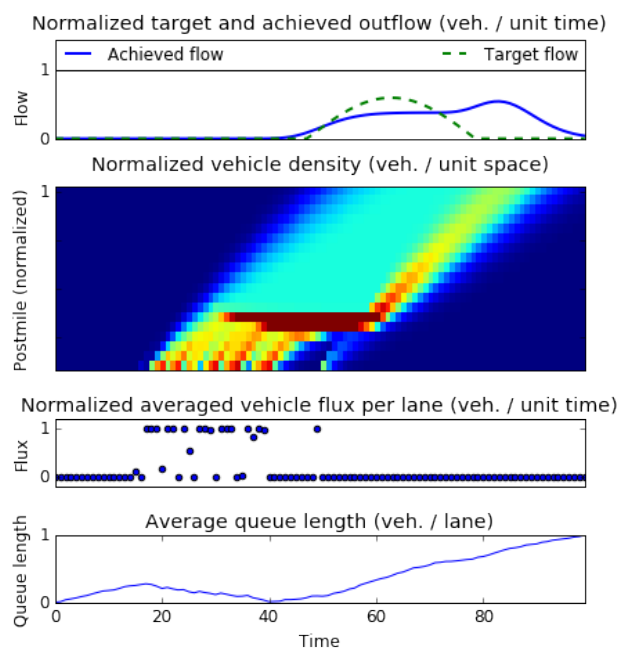 Normalized target and achieved outflow (veh. / unit time)
Achieved flow
Target flow
1
Flow
0
Normalized vehicle density (veh. / unit space)
1
Postmile (normalized)
Normalized averaged vehicle flux per lane (veh. / unit time)
1
Flux
0
Average queue length (veh. / lane)
1
Queue length
0
0 20 40 60 80
Time